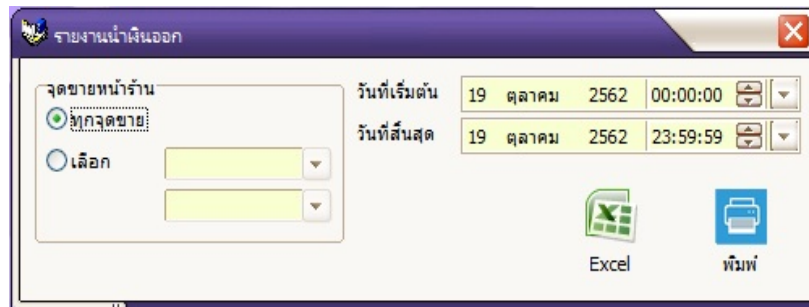 รายงานนำเงินออก
จุดขายหน้าร้าน
ทุกจุดขาย
เลือก
วันที่เริ่มต้น 19 ตุลาคม 2562 00:00:00
วันที่สิ้นสุด 19 ตุลาคม 2562 23:59:59
Excel
พิมพ์